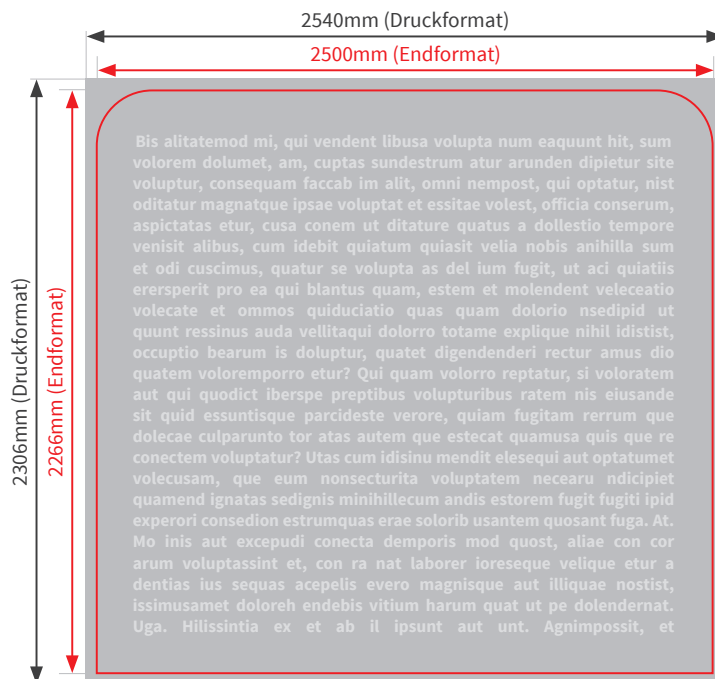 2540mm (Druckformat)
2500mm (Endformat)
2306mm (Druckformat)
2266mm (Endformat)
Bis alitatemod mi, qui vendent libusa volupta num eaquunt hit, sum
volorem dolumet, am, cuptas sundestrum atur arunden dipietur site
voluptur, consequam faccab im alit, omni nempost, qui optatur, nist
oditatur magnatque ipsae voluptat et essitae volest, officia conserum,
aspictatas etur, cusa conem ut ditature quatus a dollestio tempore
venisit alibus, cum idebit quiatum quiasit velia nobis anihilla sum
et odi cuscimus, quatur se volupta as del ium fugit, ut aci quiatiis
erersperit pro ea qui blantus quam, estem et molendent veleceatio
volecate et ommos quiduciatio quas quam dolorio nsedipid ut
quunt ressinus auda vellitaqui dolorro totame explique nihil idistist,
occuptio bearum is doluptur, quatet digendenderi rectur amus dio
quatem voloremporro etur? Qui quam volorro reptatur, si voloratem
aut qui quodict iberspe preptibus volupturibus ratem nis eiusande
sit quid essuntisque parcideste verore, quiam fugitam rerrum que
dolecae culparunto tor atas autem que estecat quamusa quis que re
conectem voluptatur? Utas cum idisinu mendit elesequi aut optatumet
volecusam, que eum nonsecturita voluptatem necearu ndicipiet
quamend ignatas sedignis minihillecum andis estorem fugit fugiti ipid
experori consedion estrumquas erae solorib usantem quosant fuga. At.
Mo inis aut excepudi conecta demporis mod quost, aliae con cor
arum voluptassint et, con ra nat laborer ioreseque velique etur a
dentias ius sequas acepelis evero magnisque aut illiquae nostist,
issimusamet doloreh endebis vitium harum quat ut pe dolendernat.
Uga. Hilissintia ex et ab il ipsunt aut unt. Agnimpossit, et